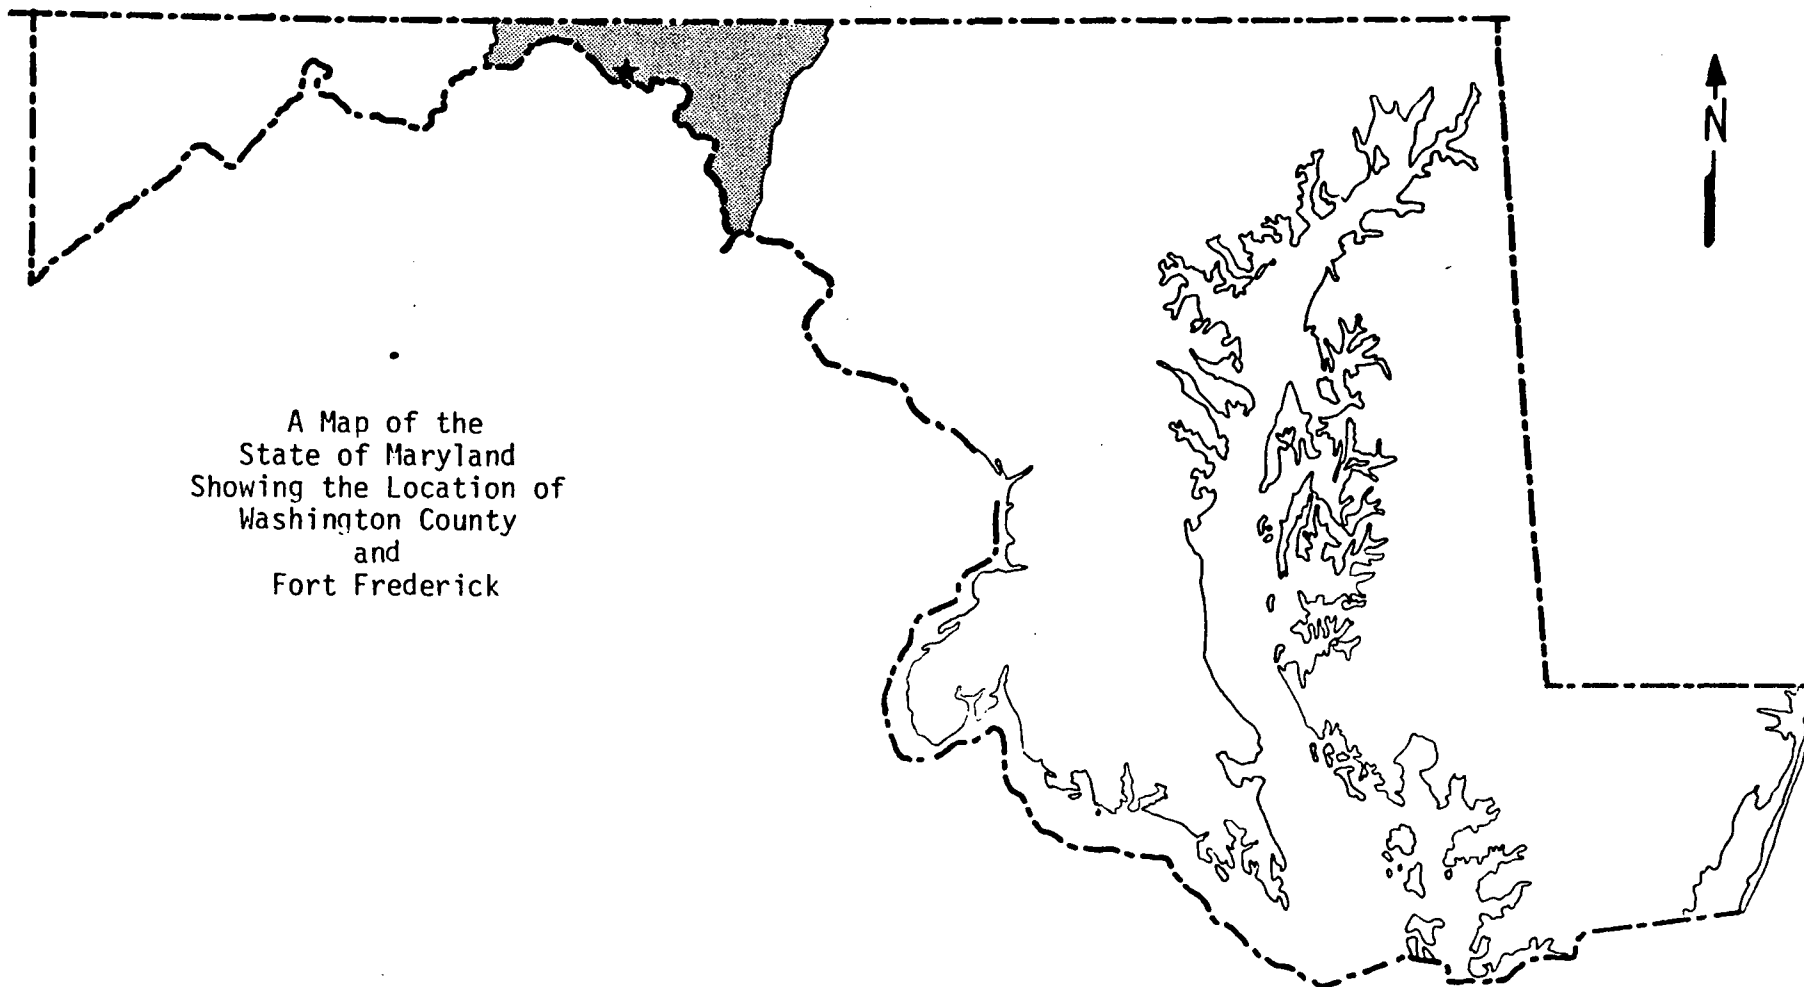 N
A Map of the
State of Maryland
Showing the Location of
Washington County
and
Fort Frederick